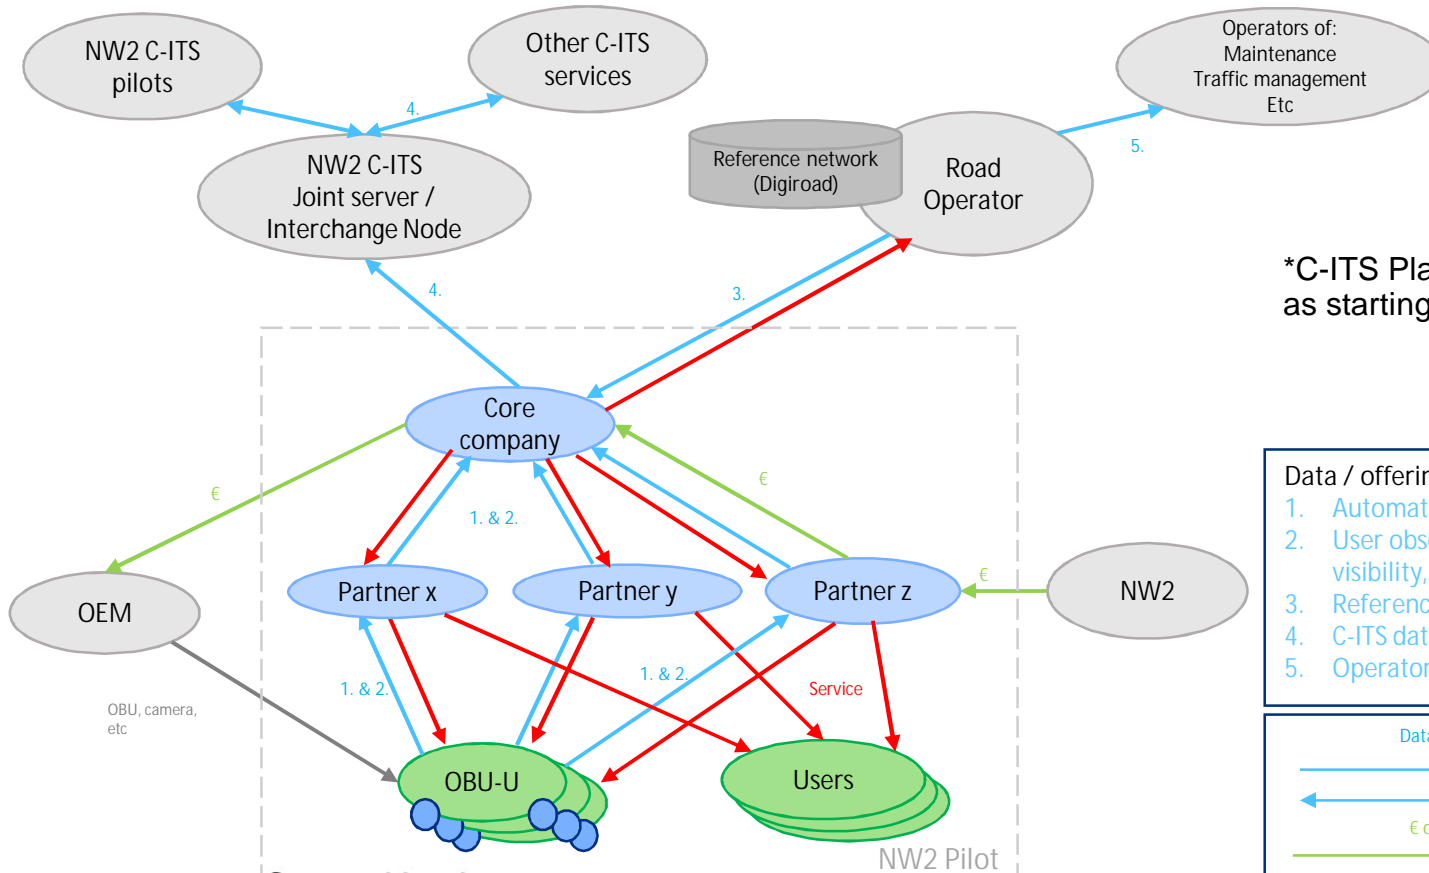 NW2 C-ITS
pilots
Other C-ITS
services
Operators of:
Maintenance
Traffic management
Etc
4.
5.
NW2 C-ITS
Joint server /
Interchange Node
Reference network
(Digiroad)
Road
Operator
*C-ITS Pla
as starting
4.
3.
Core
company
€
€
1. & 2.
Data / offerin
1. Automat
2. User obse
visibility,
3. Referenc
4. C-ITS dat
5. Operator
OEM
Partner x
Partner y
Partner z
€
NW2
1. & 2.
1. & 2.
Service
OBU, camera,
etc
Data
OBU-U
Users
€ c
NW2 Pilot